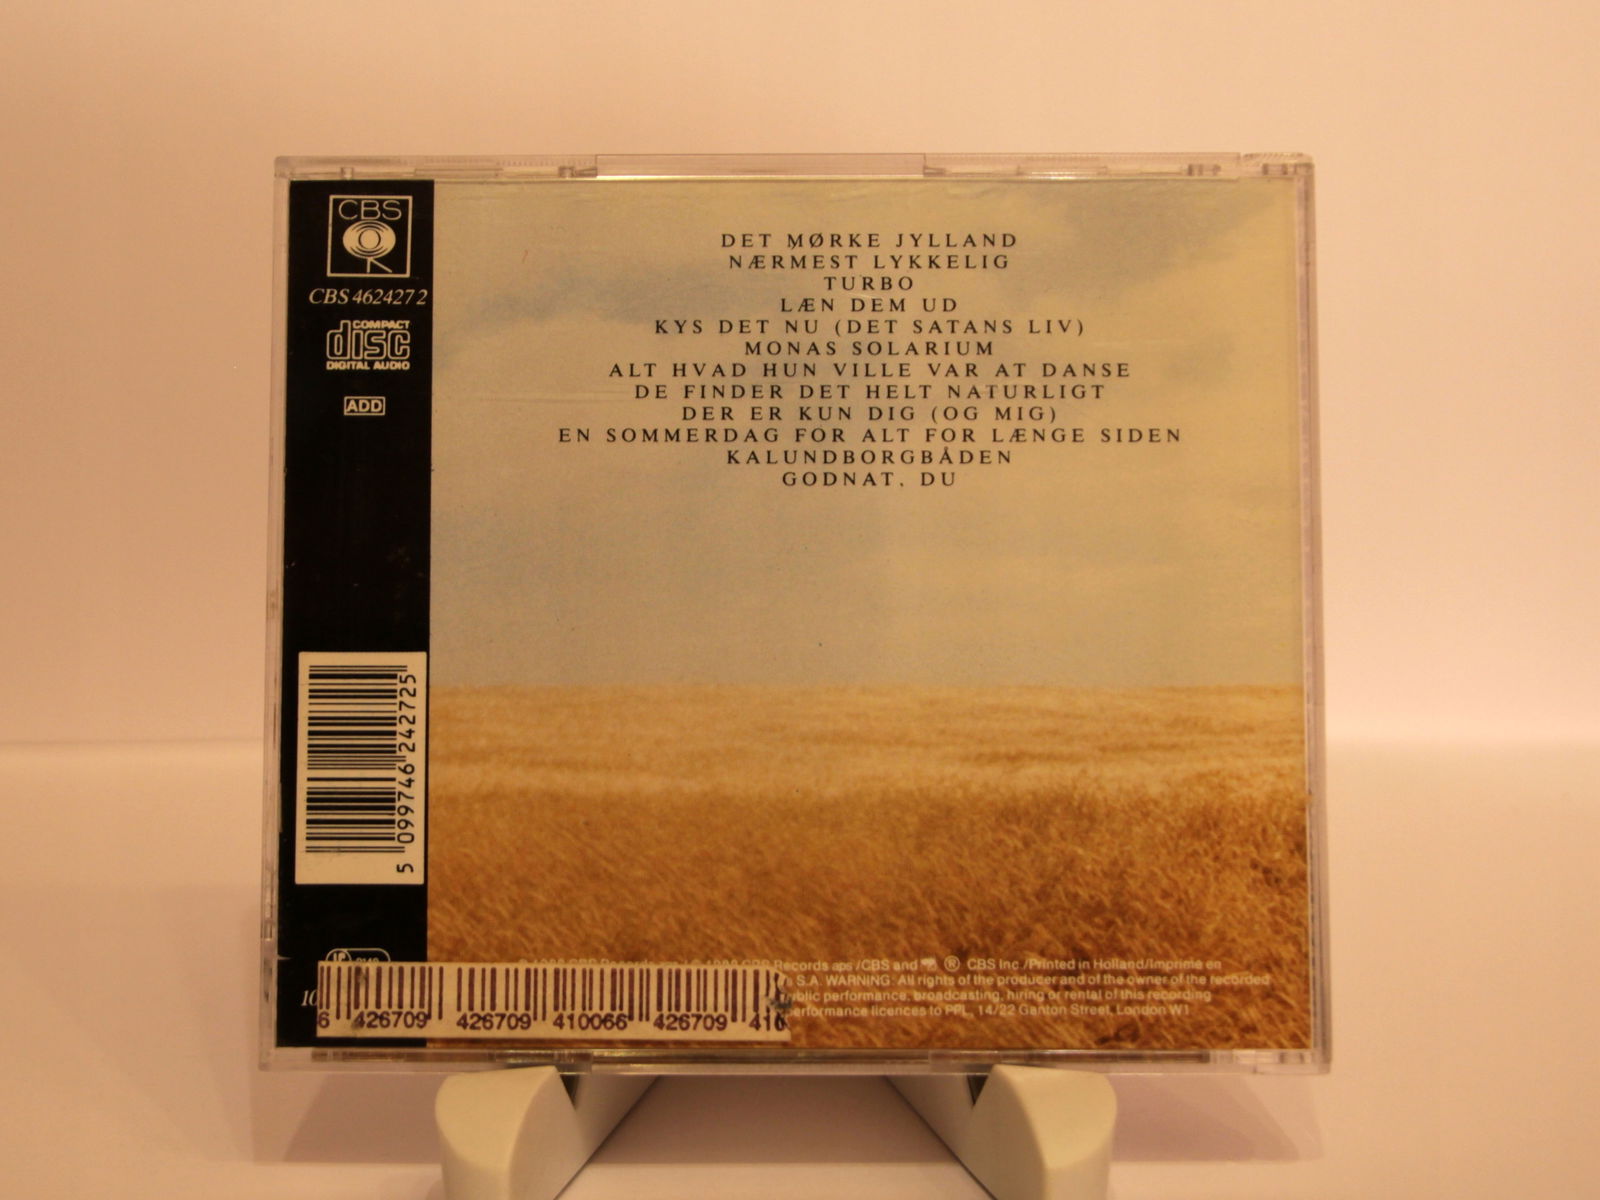 CBS
CBS 462427 2
COMPACT
disc
DIGITAL AUDIO
ADD
5 099746 242725
DET MØRKE JYLLAND
NÆRMEST LYKKELIG
TURBO
LÆN DEM UD
KYS DET NU (DET SATANS LIV)
MONAS SOLARIUM
ALT HVAD HUN VILLE VAR AT DANSE
DE FINDER DET HELT NATURLIGT
DER ER KUN DIG (OG MIG)
EN SOMMERDAG FOR ALT FOR LÆNGE SIDEN
KALUNDBORGBÅDEN
GODNAT, DU
CBS Records aps /CBS and ® CBS Inc./Printed in Holland/Imprimé en
S.A. WARNING: All rights of the producer and of the owner of the recorded
performance, broadcasting, hiring or rental of this recording
licences to PPL, 14/22 Ganton Street, London W1
10
6 426709 426709 410066 426709 410